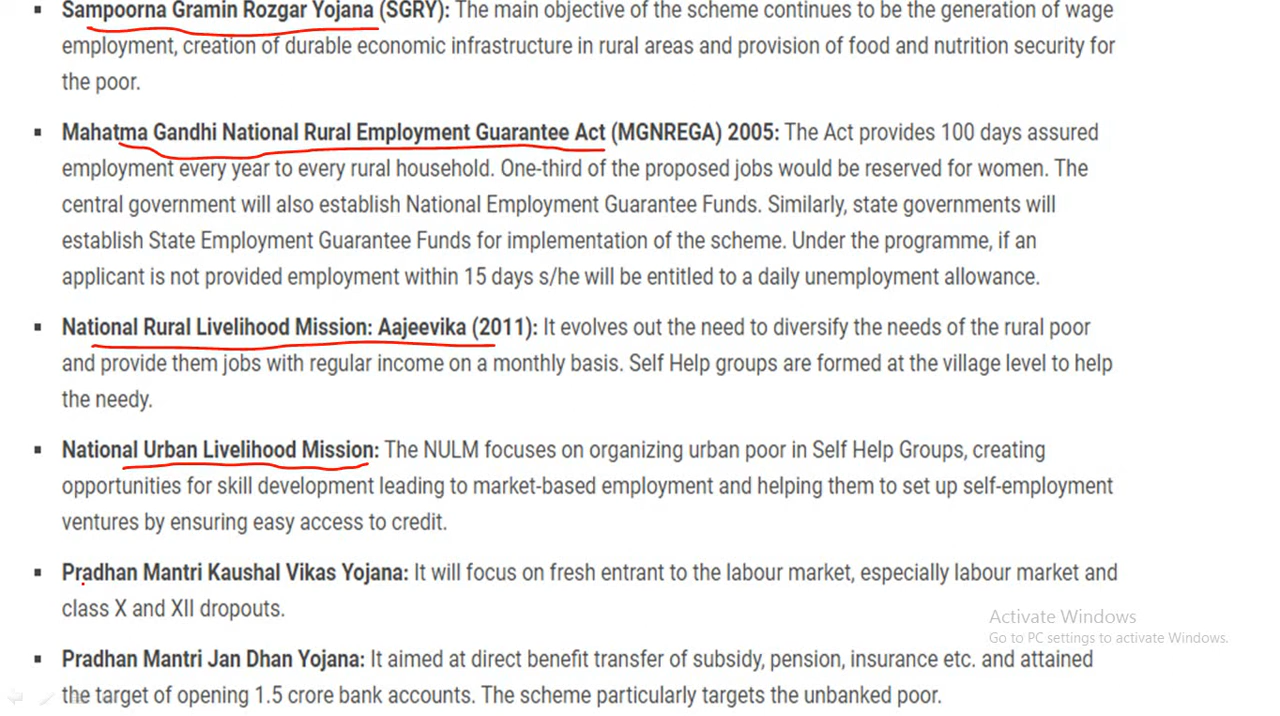 ▪ Sampoorna Gramin Rozgar Yojana (SGRY): The main objective of the scheme continues to be the generation of wage
employment, creation of durable economic infrastructure in rural areas and provision of food and nutrition security for
the poor.
▪ Mahatma Gandhi National Rural Employment Guarantee Act (MGNREGA) 2005: The Act provides 100 days assured
employment every year to every rural household. One-third of the proposed jobs would be reserved for women. The
central government will also establish National Employment Guarantee Funds. Similarly, state governments will
establish State Employment Guarantee Funds for implementation of the scheme. Under the programme, if an
applicant is not provided employment within 15 days s/he will be entitled to a daily unemployment allowance.
▪ National Rural Livelihood Mission: Aajeevika (2011): It evolves out the need to diversify the needs of the rural poor
and provide them jobs with regular income on a monthly basis. Self Help groups are formed at the village level to help
the needy.
▪ National Urban Livelihood Mission: The NULM focuses on organizing urban poor in Self Help Groups, creating
opportunities for skill development leading to market-based employment and helping them to set up self-employment
ventures by ensuring easy access to credit.
▪ Pradhan Mantri Kaushal Vikas Yojana: It will focus on fresh entrant to the labour market, especially labour market and
class X and XII dropouts.
Activate Windows
Go to PC settings to activate Windows.
▪ Pradhan Mantri Jan Dhan Yojana: It aimed at direct benefit transfer of subsidy, pension, insurance etc. and attained
the target of opening 1.5 crore bank accounts. The scheme particularly targets the unbanked poor.